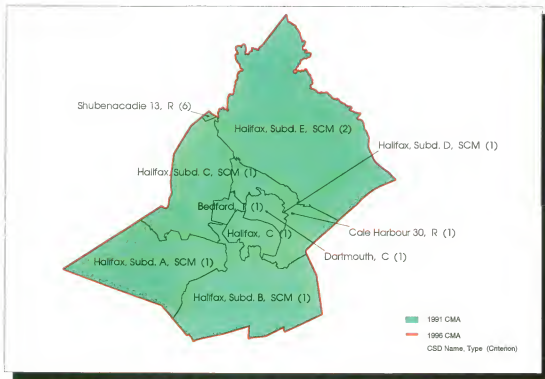 Shubenacadie 13, R (6)
Halifax, Subd. E, SCM (2)
Halifax, Subd. D, SCM (1)
Halifax, Subd. C, SCM (1)
Bedford, T (1)
Halifax, C (1)
Cole Harbour 30, R (1)
Dartmouth, C (1)
Halifax, Subd. A, SCM (1)
Halifax, Subd. B, SCM (1)
1991 CMA
1996 CMA
CSD Name, Type (Criterion)